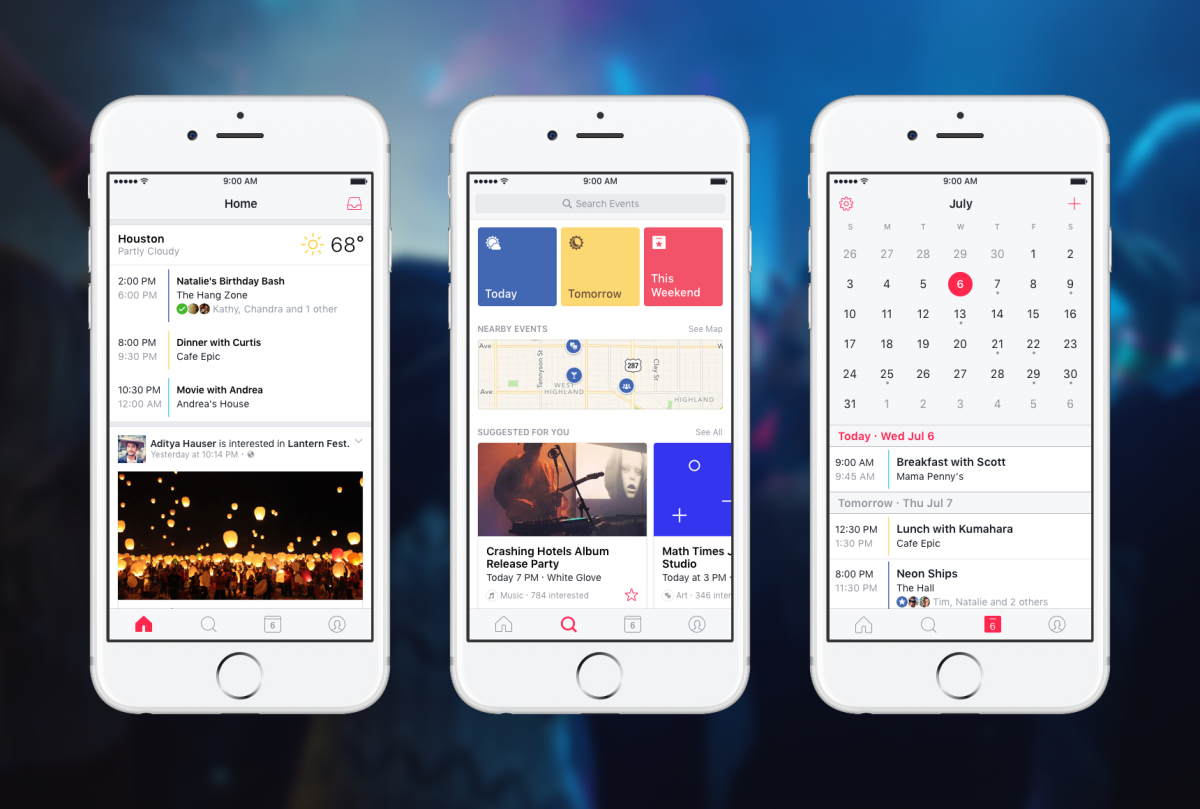 9:00 AM
Home
Houston
Partly Cloudy
68°
2:00 PM Natalie's Birthday Bash
6:00 PM The Hang Zone
Kathy, Chandra and 1 other
8:00 PM Dinner with Curtis
9:30 PM Cafe Epic
10:30 PM Movie with Andrea
12:00 AM Andrea's House
Aditya Hauser is interested in Lantern Fest.
Yesterday at 10:14 PM ·
6
9:00 AM
Search Events
Today
Tomorrow
This
Weekend
NEARBY EVENTS See Map
Ave
W
Tennyson St
287
Clay St
WEST
HIGHLAND
Ave
HIGHLAND
SUGGESTED FOR YOU See All
Crashing Hotels Album
Release Party
Today 7 PM · White Glove
Music · 784 interested
Math Times J
Studio
Today at 3 PM ·
Art · 346 inter
6
9:00 AM
July
S M T W T F S
26 27 28 29 30 1 2
3 4 5 6 7 8 9
10 11 12 13 14 15 16
17 18 19 20 21 22 23
24 25 26 27 28 29 30
31 1 2 3 4 5 6
Today · Wed Jul 6
9:00 AM Breakfast with Scott
9:45 AM Mama Penny's
Tomorrow · Thu Jul 7
12:30 PM Lunch with Kumahara
1:30 PM Cafe Epic
8:00 PM Neon Ships
11:30 PM The Hall
Tim, Natalie and 2 others
6